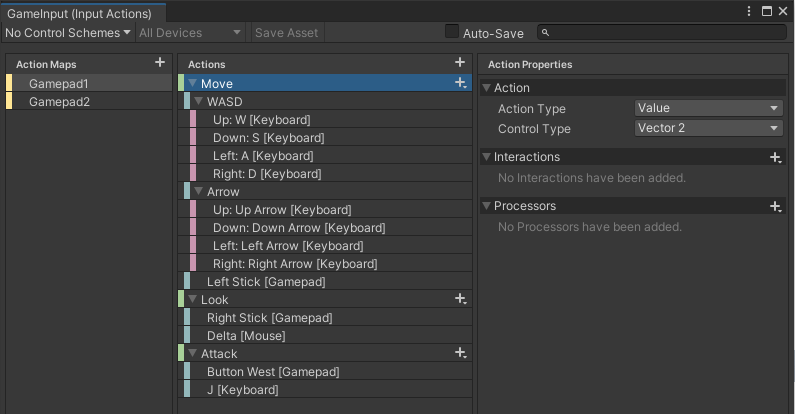 GameInput (Input Actions)
No Control Schemes All Devices Save Asset Auto-Save
Action Maps
Gamepad1
Gamepad2
Actions
Move
WASD
Up: W [Keyboard]
Down: S [Keyboard]
Left: A [Keyboard]
Right: D [Keyboard]
Arrow
Up: Up Arrow [Keyboard]
Down: Down Arrow [Keyboard]
Left: Left Arrow [Keyboard]
Right: Right Arrow [Keyboard]
Left Stick [Gamepad]
Look
Right Stick [Gamepad]
Delta [Mouse]
Attack
Button West [Gamepad]
J [Keyboard]
Action Properties
Action
Action Type Value
Control Type Vector 2
Interactions
No Interactions have been added.
Processors
No Processors have been added.